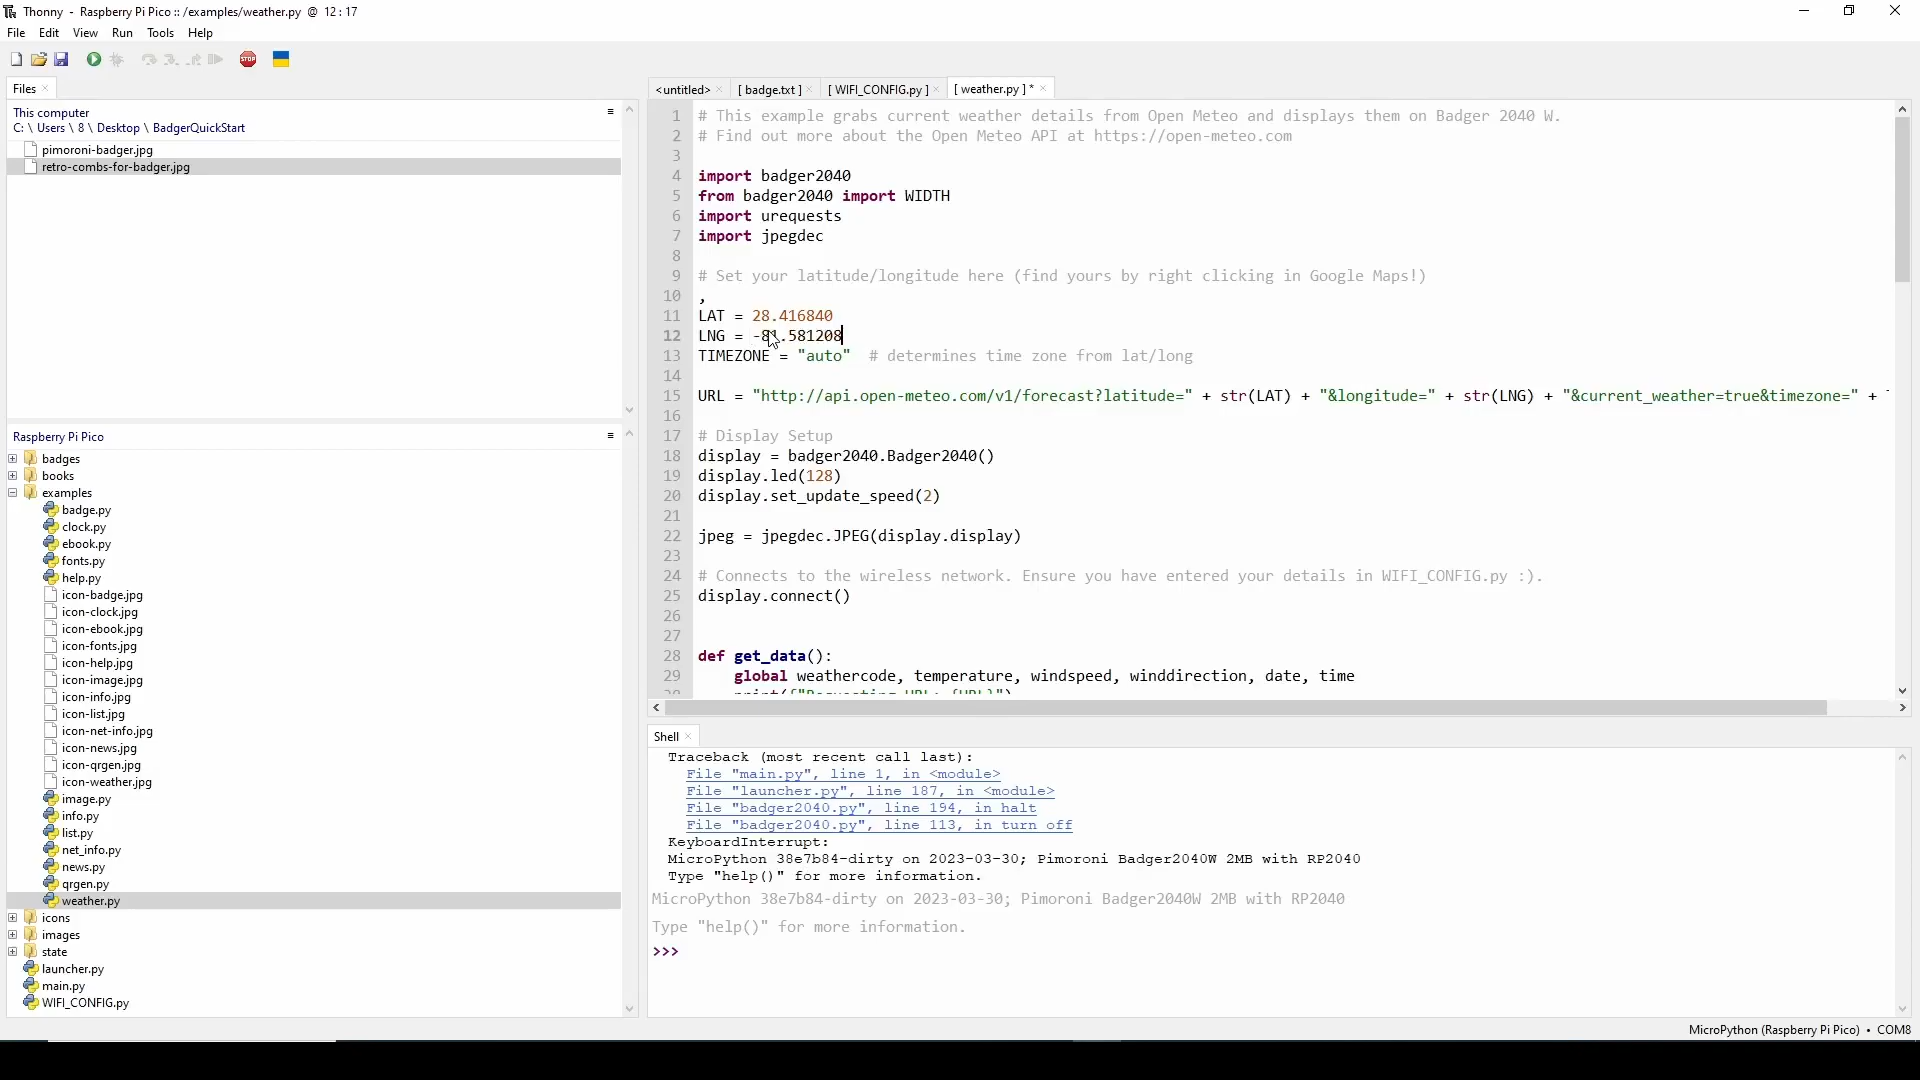 Thonny - Raspberry Pi Pico :: /examples/weather.py @ 12:17
File Edit View Run Tools Help
STOP
Files
This computer
C: \ Users \ 8 \ Desktop \ BadgerQuickStart
pimoroni-badger.jpg
retro-combs-for-badger.jpg
Raspberry Pi Pico
badges
books
examples
badge.py
clock.py
ebook.py
fonts.py
help.py
icon-badge.jpg
icon-clock.jpg
icon-ebook.jpg
icon-fonts.jpg
icon-help.jpg
icon-image.jpg
icon-info.jpg
icon-list.jpg
icon-net-info.jpg
icon-news.jpg
icon-qrgen.jpg
icon-weather.jpg
image.py
info.py
list.py
net_info.py
news.py
qrgen.py
weather.py
icons
images
state
launcher.py
main.py
WIFI_CONFIG.py
<untitled> [ badge.txt ] [ WIFI_CONFIG.py ] [ weather.py ] *
1 # This example grabs current weather details from Open Meteo and displays them on Badger 2040 W.
2 # Find out more about the Open Meteo API at https://open-meteo.com
3
4 import badger2040
5 from badger2040 import WIDTH
6 import urequests
7 import jpegdec
8
9 # Set your latitude/longitude here (find yours by right clicking in Google Maps!)
10 ,
11 LAT = 28.416840
12 LNG = -81.581208
13 TIMEZONE = "auto"  # determines time zone from lat/long
14
15 URL = "http://api.open-meteo.com/v1/forecast?latitude=" + str(LAT) + "&longitude=" + str(LNG) + "&current_weather=true&timezone=" +
16
17 # Display Setup
18 display = badger2040.Badger2040()
19 display.led(128)
20 display.set_update_speed(2)
21
22 jpeg = jpegdec.JPEG(display.display)
23
24 # Connects to the wireless network. Ensure you have entered your details in WIFI_CONFIG.py :).
25 display.connect()
26
27
28 def get_data():
29     global weathercode, temperature, windspeed, winddirection, date, time
30     print(f"Requesting URL: {URL}")
Shell
Traceback (most recent call last):
File "main.py", line 1, in <module>
File "launcher.py", line 187, in <module>
File "badger2040.py", line 194, in halt
File "badger2040.py", line 113, in turn_off
KeyboardInterrupt:
MicroPython 38e7b84-dirty on 2023-03-30; Pimoroni Badger2040W 2MB with RP2040
Type "help()" for more information.
MicroPython 38e7b84-dirty on 2023-03-30; Pimoroni Badger2040W 2MB with RP2040
Type "help()" for more information.
>>>
MicroPython (Raspberry Pi Pico) • COM8